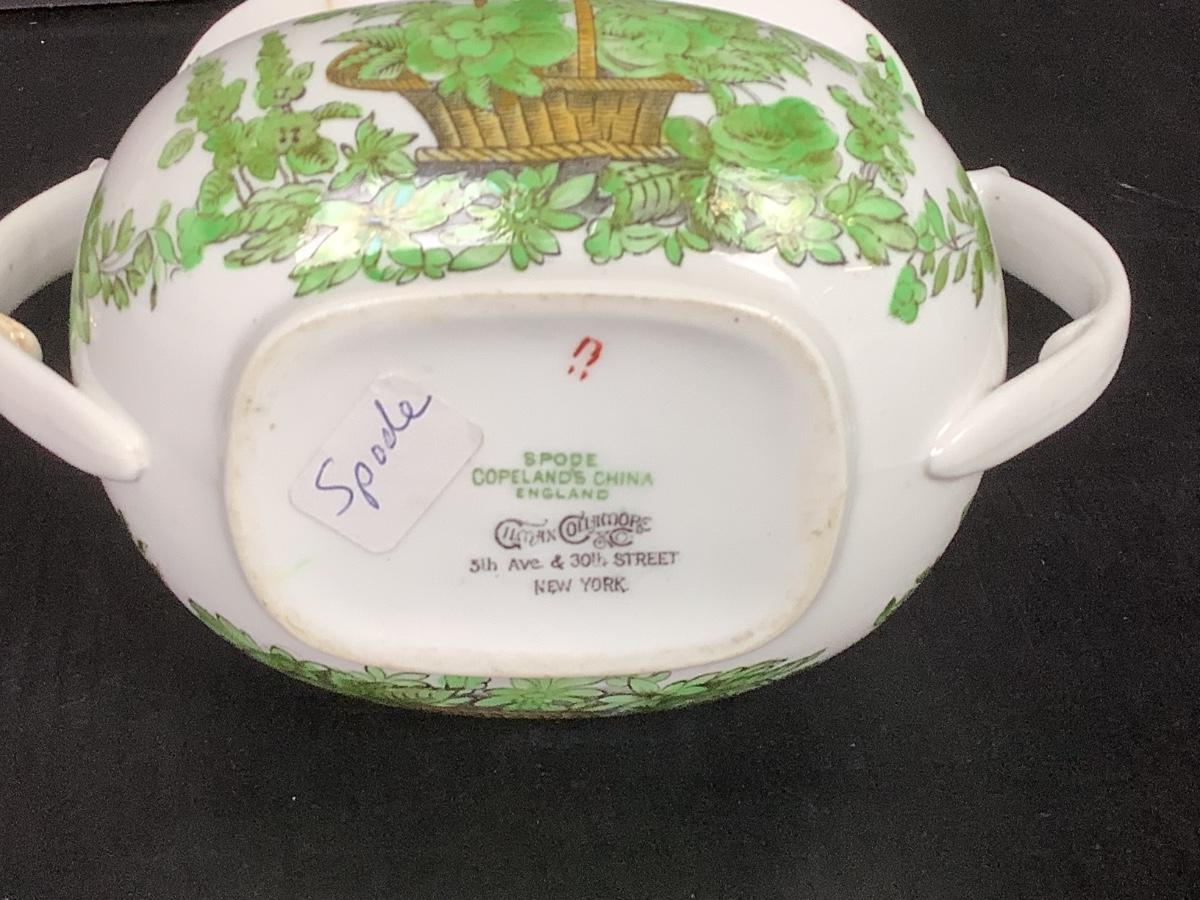 Spode
SPODE
COPELAND'S CHINA
ENGLAND
GILMAN COLLAMORE
& CO
5th AVE. & 30th STREET
NEW YORK.